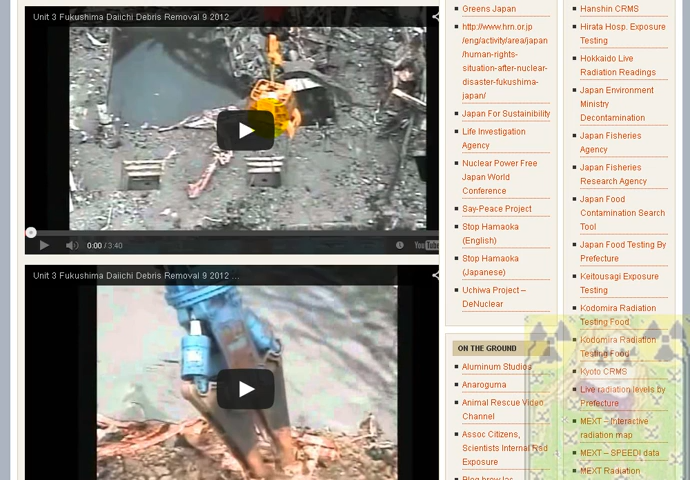 Unit 3 Fukushima Daiichi Debris Removal 9 2012
0:00 / 3:40
Unit 3 Fukushima Daiichi Debris Removal 9 2012 ...
Greens Japan
http://www.hrn.or.jp
/eng/activity/area/japan
/human-rights-
situation-after-nuclear-
disaster-fukushima-
japan/
Japan For Sustainibility
Life Investigation
Agency
Nuclear Power Free
Japan World
Conference
Say-Peace Project
Stop Hamaoka
(English)
Stop Hamaoka
(Japanese)
Uchiwa Project –
DeNuclear
ON THE GROUND
Aluminum Studios
Anaroguma
Animal Rescue Video
Channel
Assoc Citizens,
Scientists Internal Rad
Exposure
Hanshin CRMS
Hirata Hosp. Exposure
Testing
Hokkaido Live
Radiation Readings
Japan Environment
Ministry
Decontamination
Japan Fisheries
Agency
Japan Fisheries
Research Agency
Japan Food
Contamination Search
Tool
Japan Food Testing By
Prefecture
Keitousagi Exposure
Testing
Kodomira Radiation
Testing Food
Kodomira Radiation
Testing Food
Kyoto CRMS
Live radiation levels by
Prefecture
MEXT – Interactive
radiation map
MEXT – SPEEDI data
MEXT Radiation